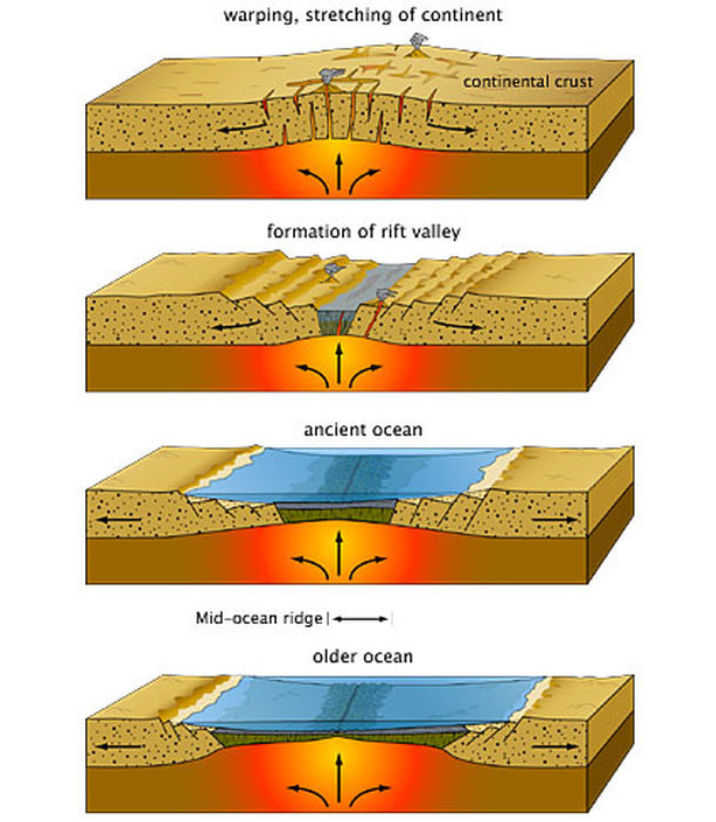 warping, stretching of continent
continental crust
formation of rift valley
ancient ocean
Mid-ocean ridge
older ocean